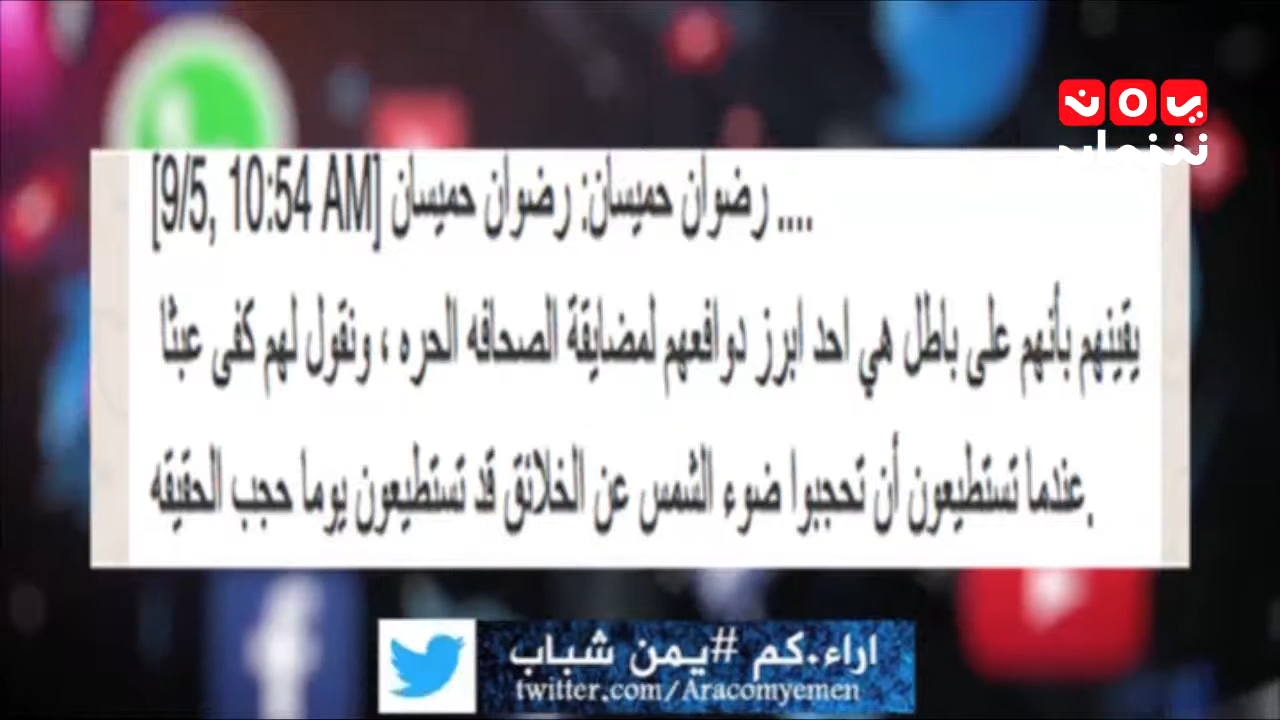 يمن
شباب
[9/5, 10:54 AM] رضوان حميسان: رضوان حميسان ....
يقينهم بأنهم على باطل هي احد ابرز دوافعهم لمضايقة الصحافه الحره ، ونقول لهم كفى عبثا
عندما تستطيعون أن تحجبوا ضوء الشمس عن الخلائق قد تستطيعون يوما حجب الحقيقه.
اراء.كم #يمن شباب
twitter.com/Aracomyemen